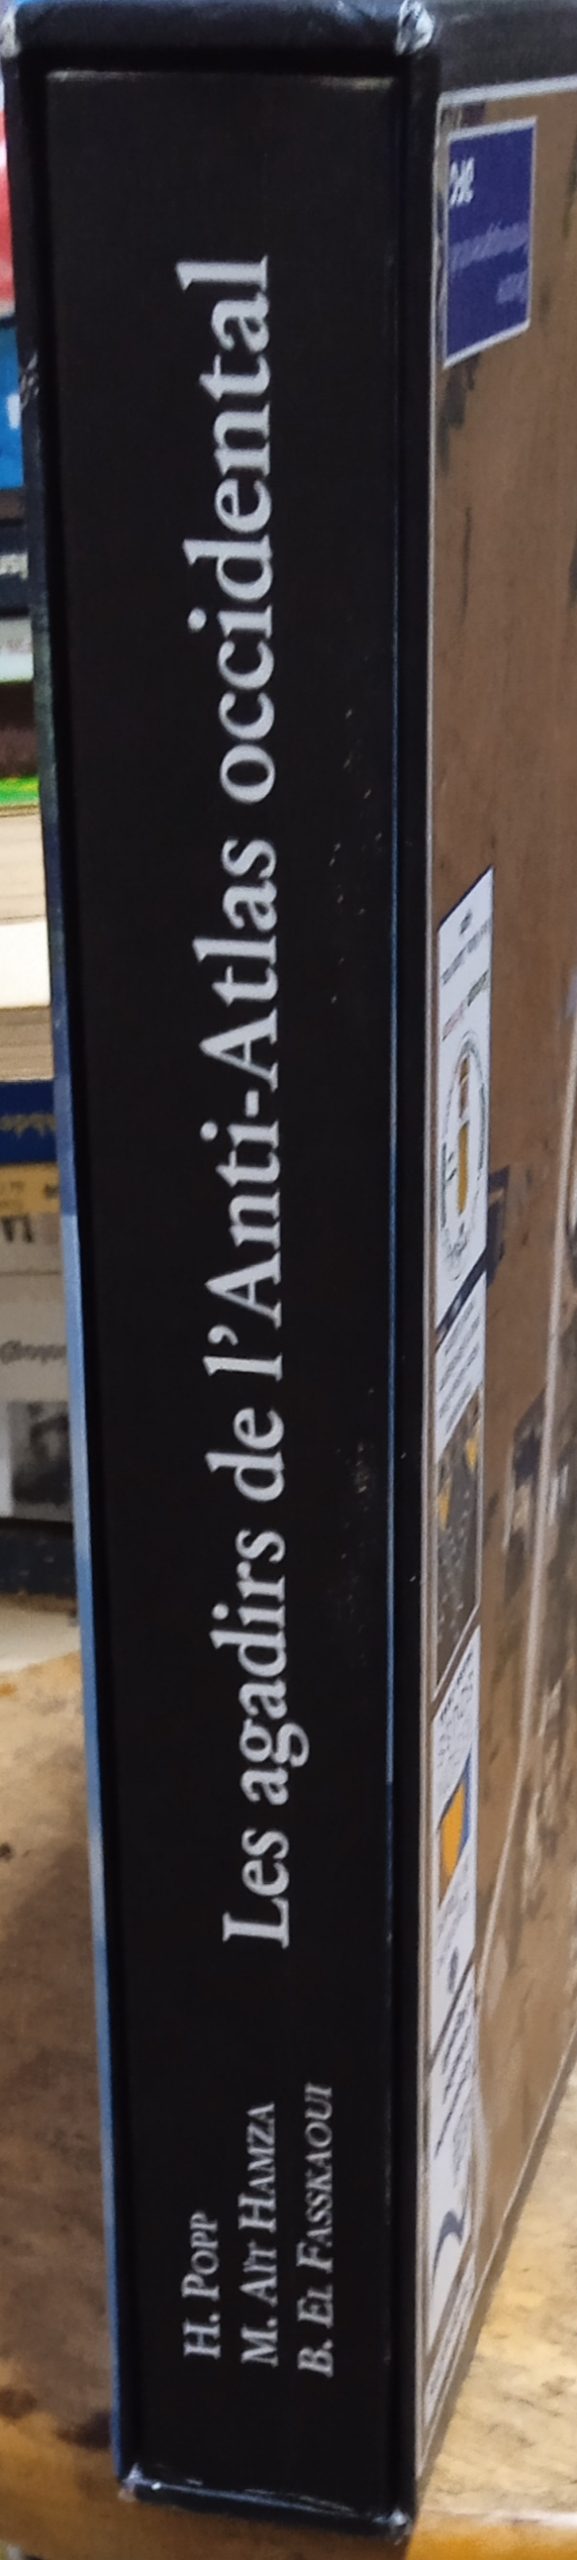 H. POPP
M. AÏT HAMZA
B. EL FASSKAOUI
Les agadirs de l'Anti-Atlas occidental